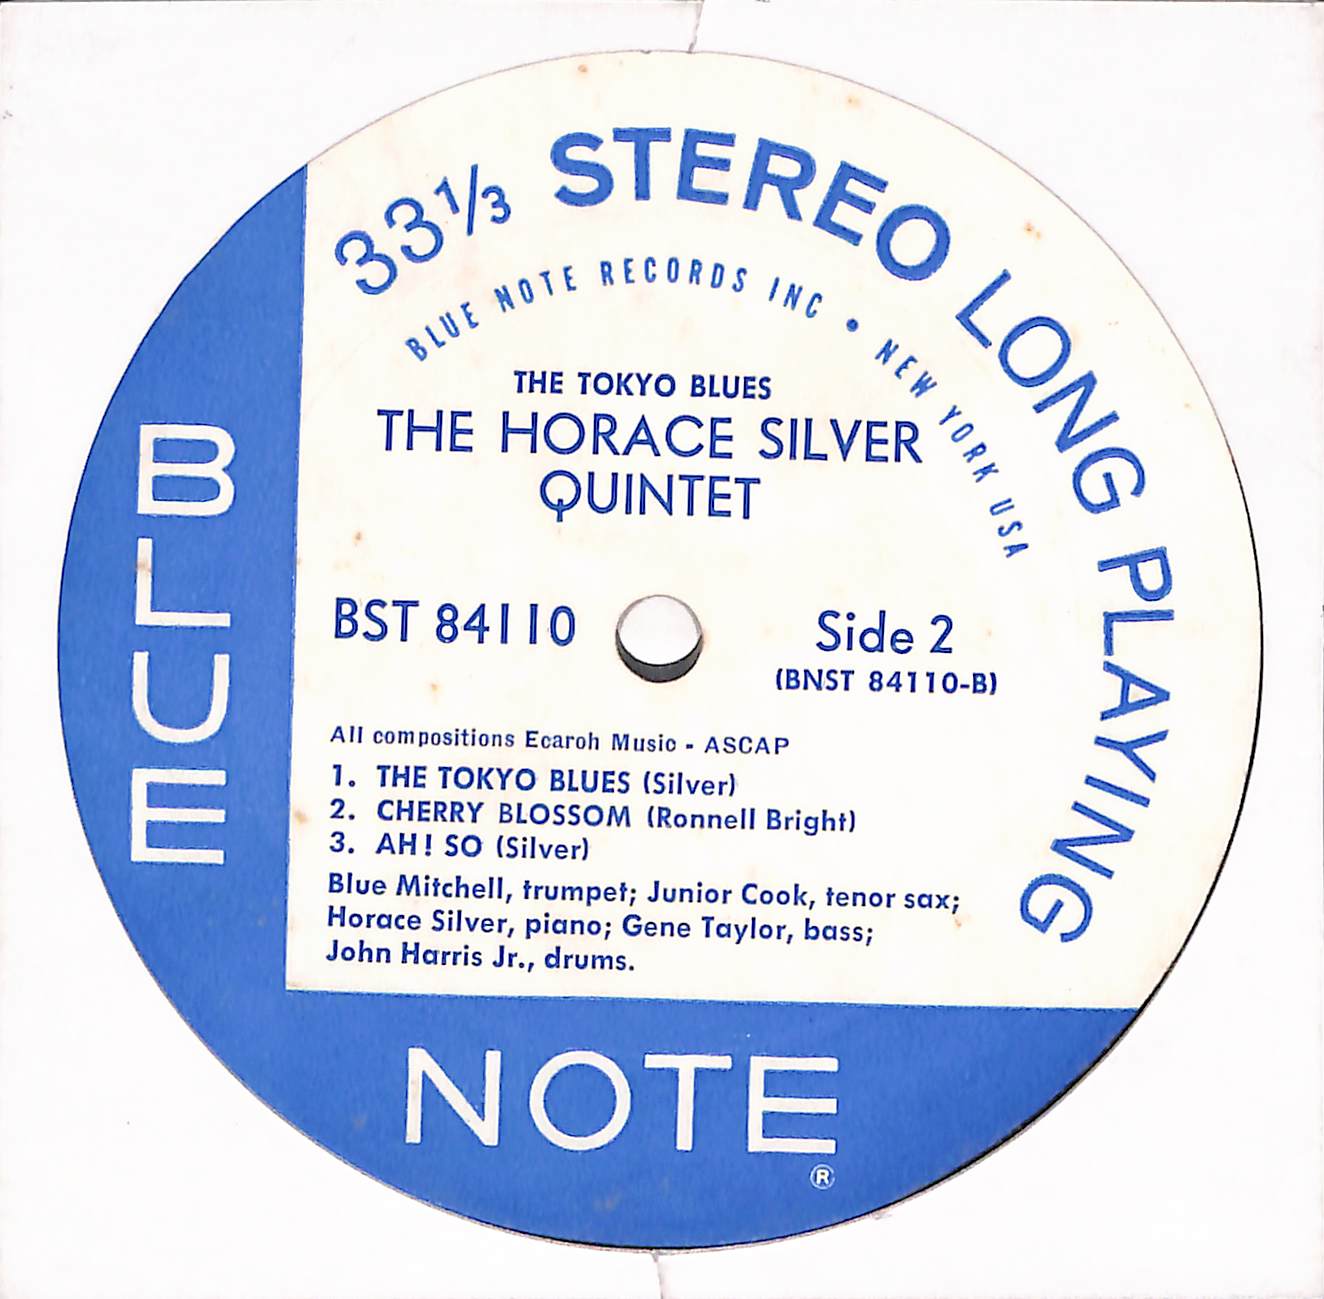 33 1/3 STEREO LONG PLAYING
BLUE NOTE RECORDS INC • NEW YORK USA
THE TOKYO BLUES
THE HORACE SILVER
QUINTET
BST 84110
Side 2
(BNST 84110-B)
All compositions Ecaroh Music - ASCAP
1. THE TOKYO BLUES (Silver)
2. CHERRY BLOSSOM (Ronnell Bright)
3. AH! SO (Silver)
Blue Mitchell, trumpet; Junior Cook, tenor sax;
Horace Silver, piano; Gene Taylor, bass;
John Harris Jr., drums.
BLUE
NOTE
®